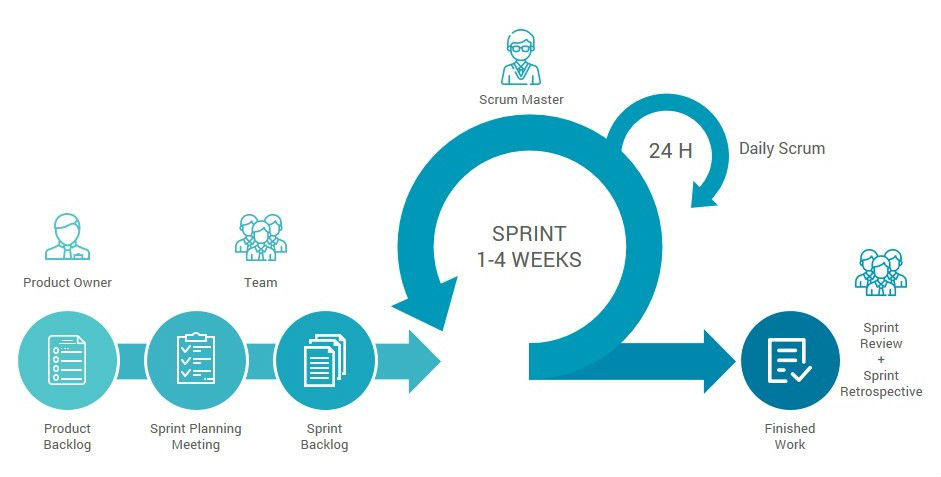 Scrum Master
24 H
Daily Scrum
SPRINT
1-4 WEEKS
Product Owner
Team
Product
Backlog
Sprint Planning
Meeting
Sprint
Backlog
Finished
Work
Sprint
Review
+
Sprint
Retrospective